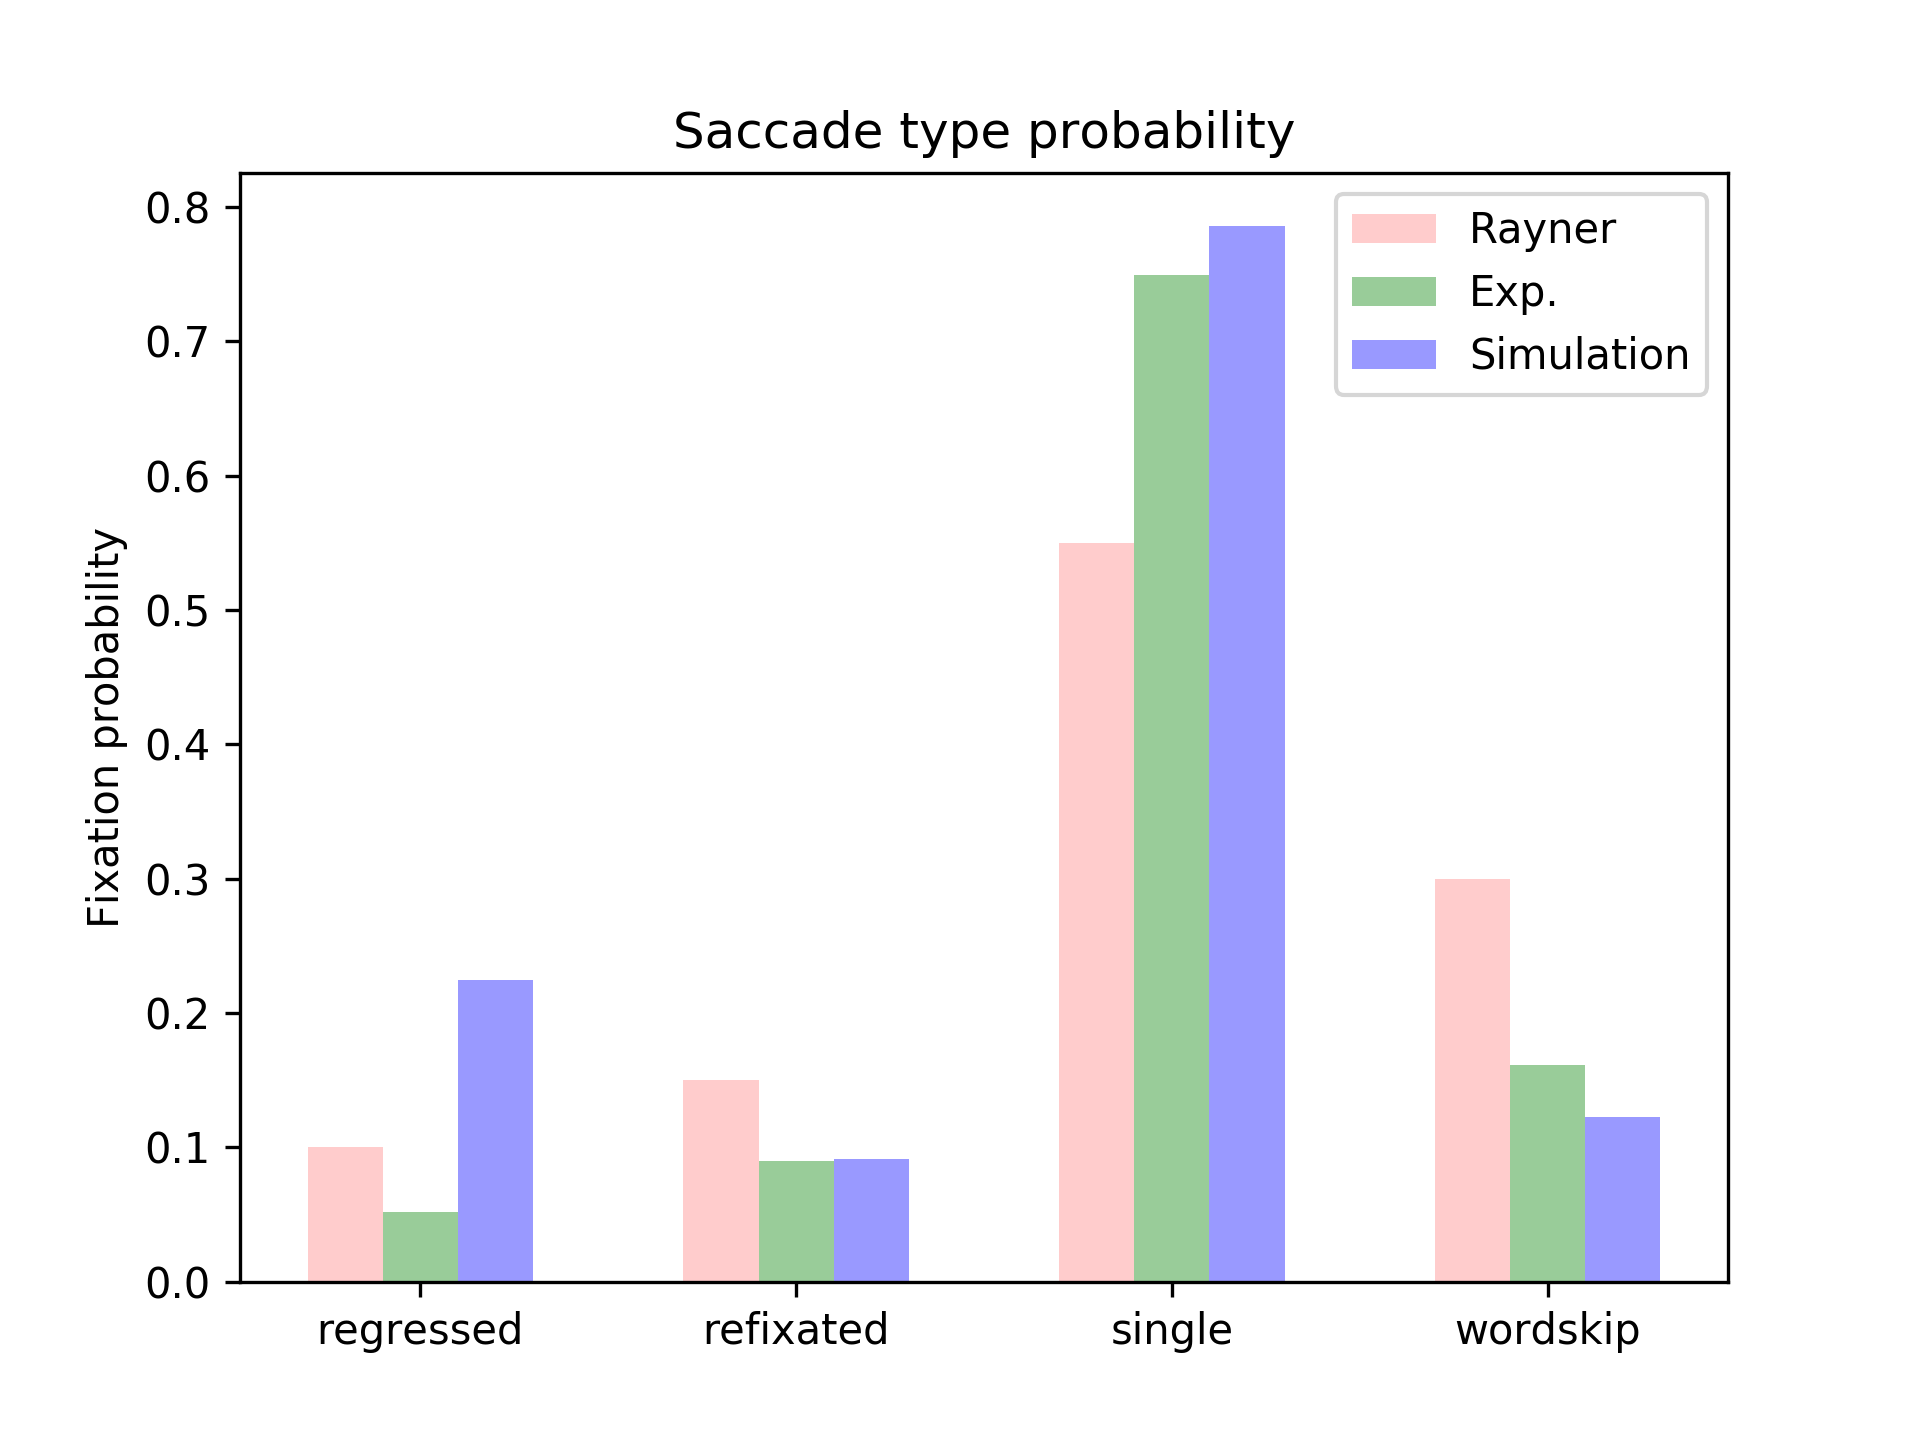 Saccade type probability
Rayner
Exp.
Simulation
Fixation probability
0.8
0.7
0.6
0.5
0.4
0.3
0.2
0.1
0.0
regressed refixated single wordskip